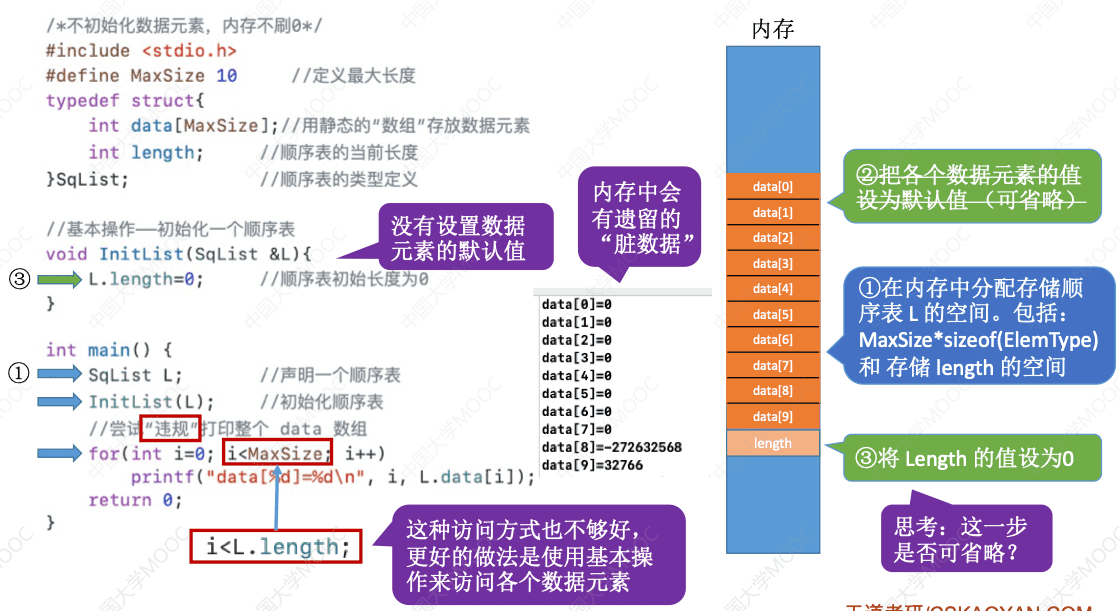 /*不初始化数据元素，内存不刷0*/
#include <stdio.h>
#define MaxSize 10 //定义最大长度
typedef struct{
int data[MaxSize];//用静态的“数组”存放数据元素
int length; //顺序表的当前长度
}SqList; //顺序表的类型定义
//基本操作——初始化一个顺序表
void InitList(SqList &L){
③ L.length=0; //顺序表初始长度为0
}
int main() {
① SqList L; //声明一个顺序表
InitList(L); //初始化顺序表
//尝试“违规”打印整个 data 数组
for(int i=0; i<MaxSize; i++)
printf("data[%d]=%d\n", i, L.data[i]);
return 0;
}
i<L.length;
没有设置数据
元素的默认值
内存中会
有遗留的
“脏数据”
data[0]=0
data[1]=0
data[2]=0
data[3]=0
data[4]=0
data[5]=0
data[6]=0
data[7]=0
data[8]=-272632568
data[9]=32766
这种访问方式也不够好，
更好的做法是使用基本操
作来访问各个数据元素
内存
data[0]
data[1]
data[2]
data[3]
data[4]
data[5]
data[6]
data[7]
data[8]
data[9]
length
②把各个数据元素的值
设为默认值（可省略）
①在内存中分配存储顺
序表 L 的空间。包括：
MaxSize*sizeof(ElemType)
和 存储 length 的空间
③将 Length 的值设为0
思考：这一步
是否可省略？
王道考研/CSKAOYAN.COM
中国大学MOOC